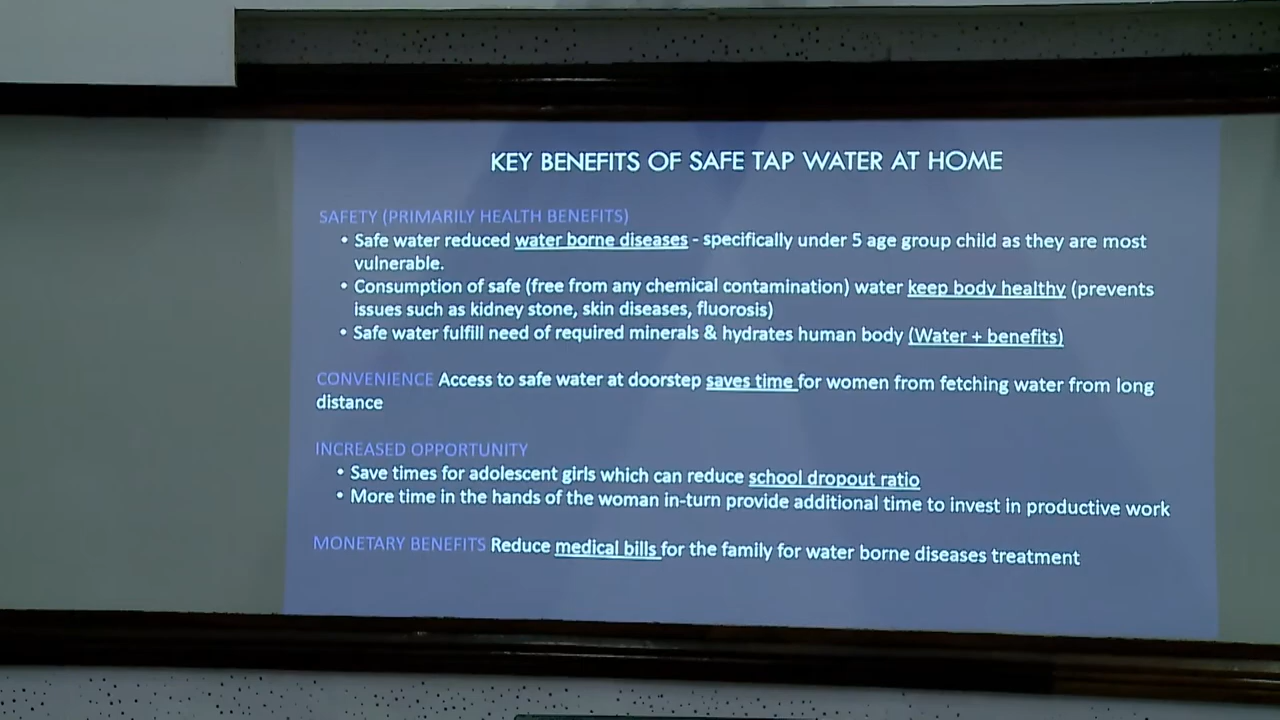 KEY BENEFITS OF SAFE TAP WATER AT HOME
SAFETY (PRIMARILY HEALTH BENEFITS)
• Safe water reduced water borne diseases - specifically under 5 age group child as they are most
vulnerable.
• Consumption of safe (free from any chemical contamination) water keep body healthy (prevents
issues such as kidney stone, skin diseases, fluorosis)
• Safe water fulfill need of required minerals & hydrates human body (Water + benefits)
CONVENIENCE Access to safe water at doorstep saves time for women from fetching water from long
distance
INCREASED OPPORTUNITY
• Save times for adolescent girls which can reduce school dropout ratio
• More time in the hands of the woman in-turn provide additional time to invest in productive work
MONETARY BENEFITS Reduce medical bills for the family for water borne diseases treatment